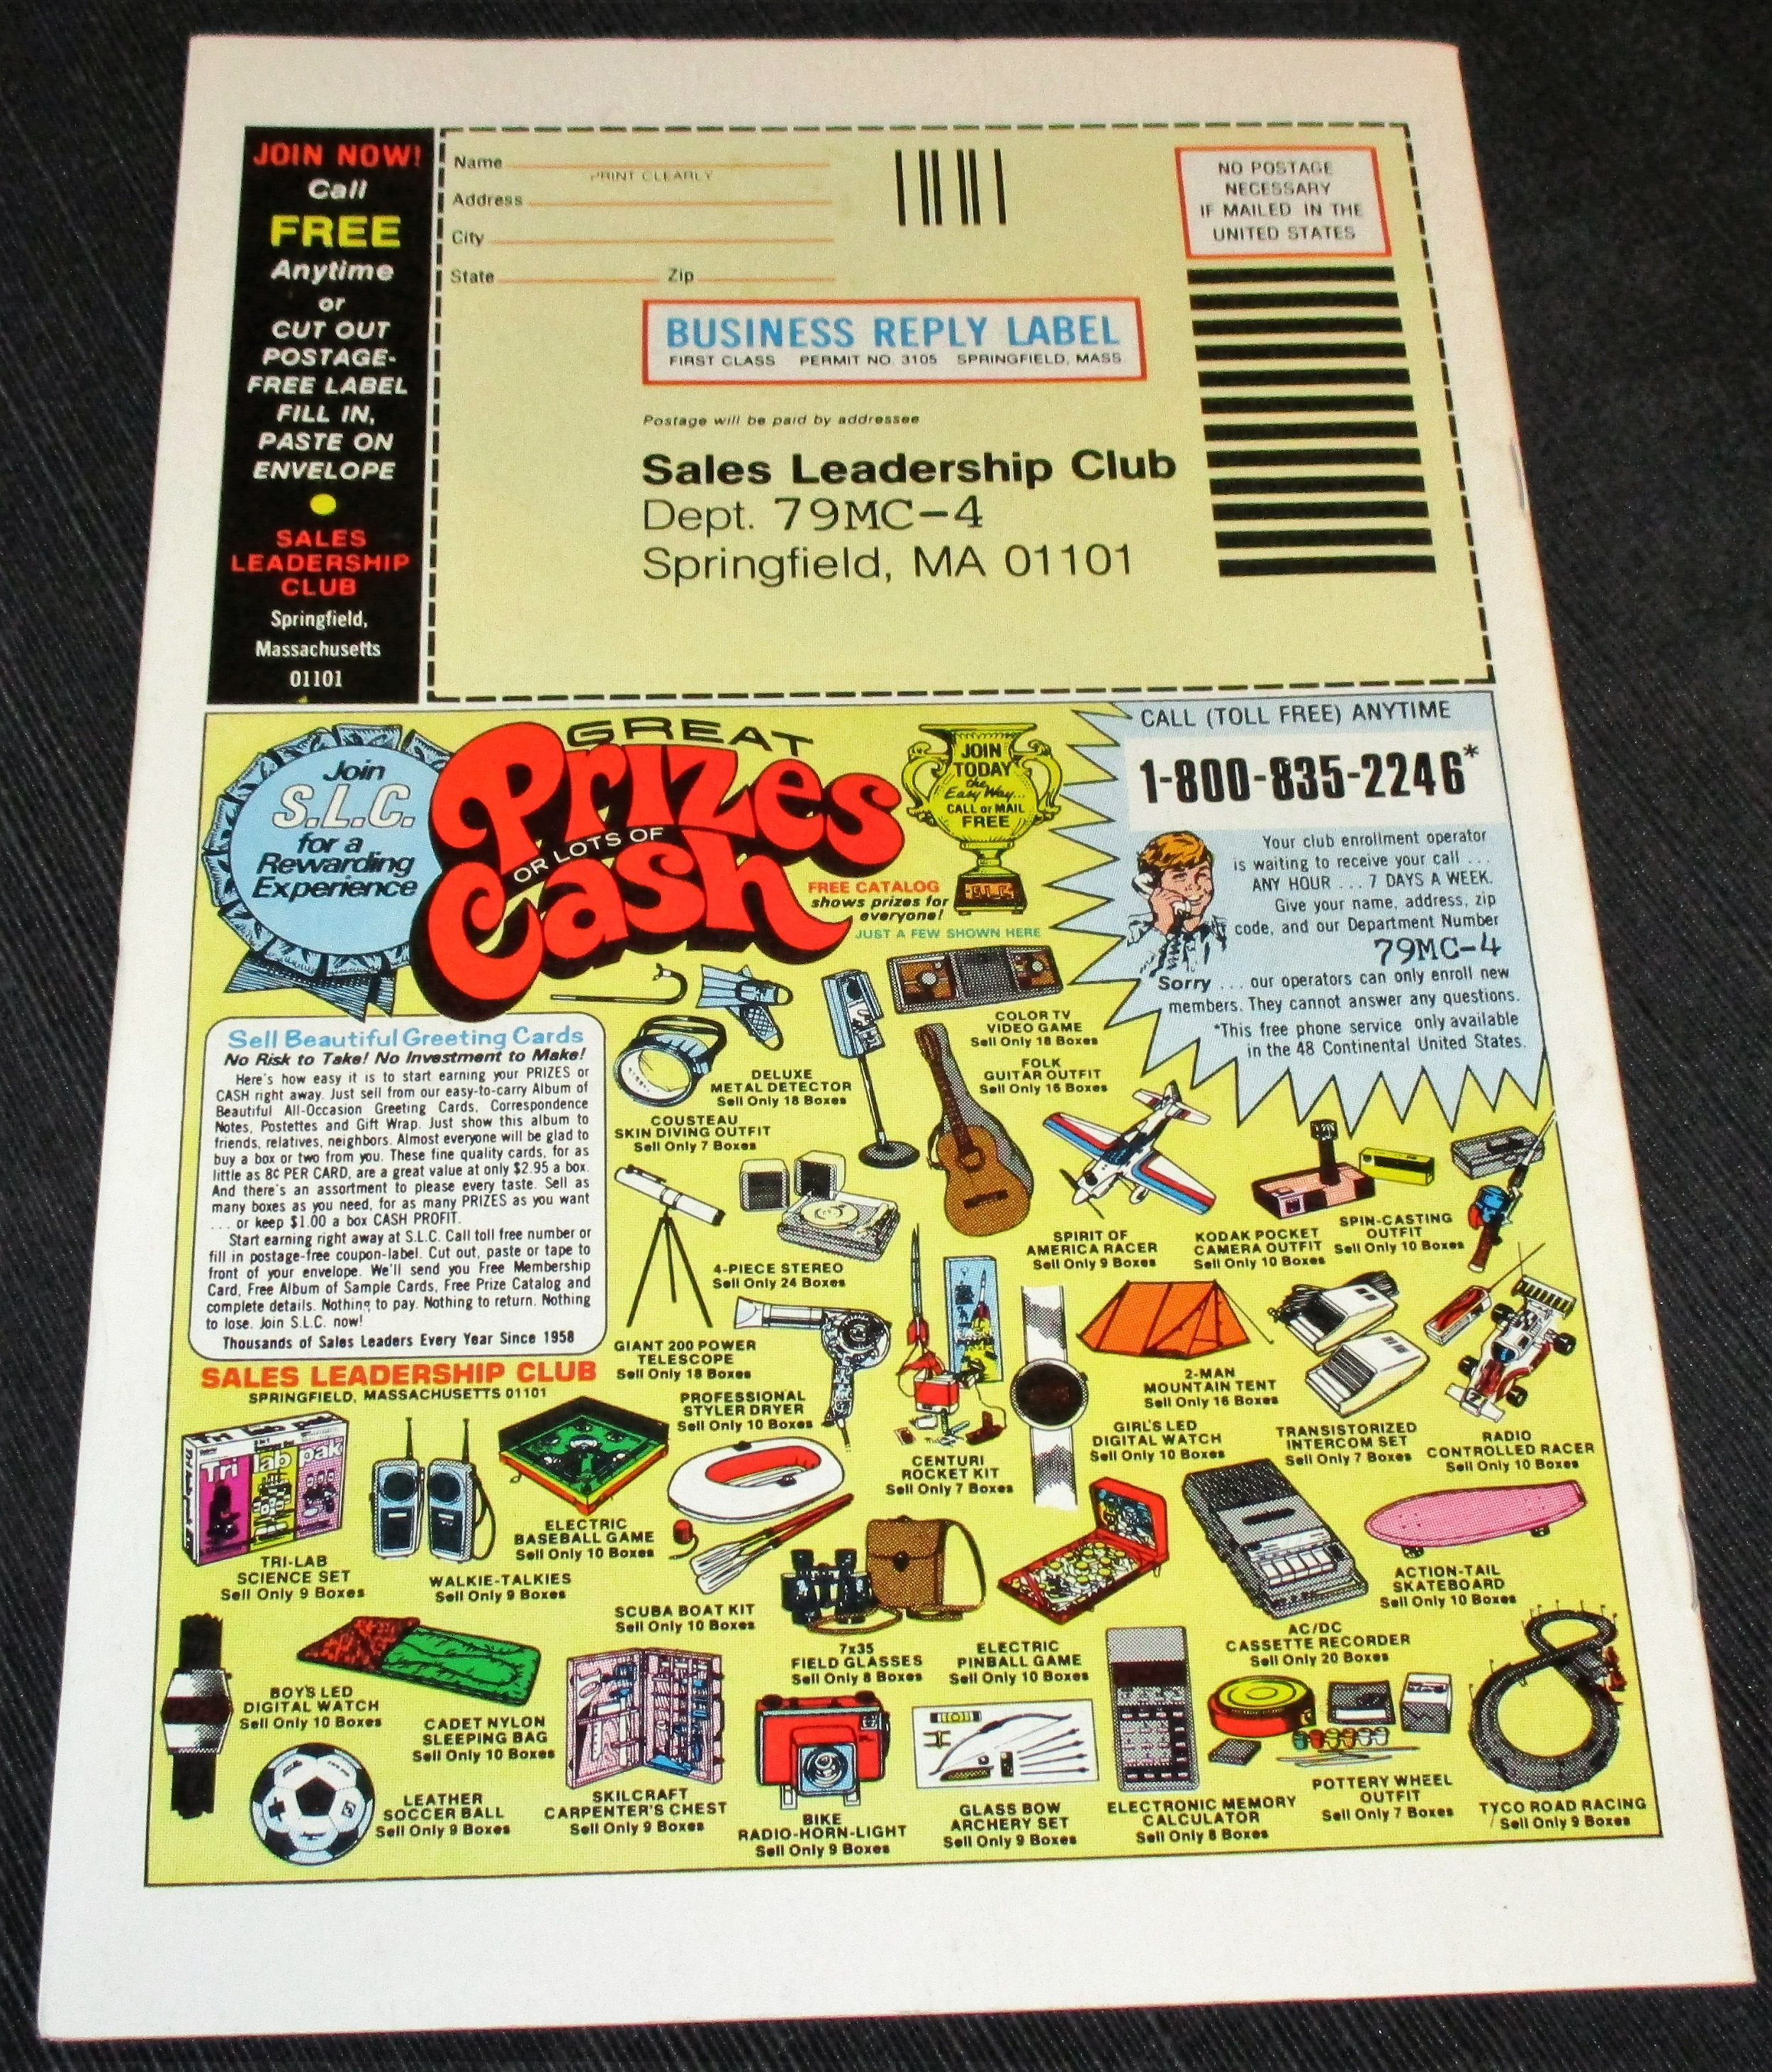 JOIN NOW!
Call
FREE
Anytime
or
CUT OUT
POSTAGE-
FREE LABEL
FILL IN,
PASTE ON
ENVELOPE
SALES
LEADERSHIP
CLUB
Springfield,
Massachusetts
01101
Name
PRINT CLEARLY
Address
City
State Zip
NO POSTAGE
NECESSARY
IF MAILED IN THE
UNITED STATES
BUSINESS REPLY LABEL
FIRST CLASS PERMIT NO. 3105 SPRINGFIELD, MASS.
Postage will be paid by addressee
Sales Leadership Club
Dept. 79MC-4
Springfield, MA 01101
Join
S.L.C.
for a
Rewarding
Experience
GREAT
Prizes
OR LOTS OF
Cash
JOIN
TODAY
the
Easy Way...
CALL or MAIL
FREE
S.L.C.
FREE CATALOG
shows prizes for
everyone!
JUST A FEW SHOWN HERE
CALL (TOLL FREE) ANYTIME
1-800-835-2246*
Your club enrollment operator
is waiting to receive your call ...
ANY HOUR ... 7 DAYS A WEEK.
Give your name, address, zip
code, and our Department Number
79MC-4
Sorry ... our operators can only enroll new
members. They cannot answer any questions.
*This free phone service only available
in the 48 Continental United States.
Sell Beautiful Greeting Cards
No Risk to Take! No Investment to Make!
Here's how easy it is to start earning your PRIZES or
CASH right away. Just sell from our easy-to-carry Album of
Beautiful All-Occasion Greeting Cards, Correspondence
Notes, Postettes and Gift Wrap. Just show this album to
friends, relatives, neighbors. Almost everyone will be glad to
buy a box or two from you. These fine quality cards, for as
little as 8¢ PER CARD, are a great value at only $2.95 a box.
And there's an assortment to please every taste. Sell as
many boxes as you need, for as many PRIZES as you want
... or keep $1.00 a box CASH PROFIT.
Start earning right away at S.L.C. Call toll free number or
fill in postage-free coupon-label. Cut out, paste or tape to
front of your envelope. We'll send you Free Membership
Card, Free Album of Sample Cards, Free Prize Catalog and
complete details. Nothing to pay. Nothing to return. Nothing
to lose. Join S.L.C. now!
Thousands of Sales Leaders Every Year Since 1958
SALES LEADERSHIP CLUB
SPRINGFIELD, MASSACHUSETTS 01101
COLOR TV
VIDEO GAME
Sell Only 18 Boxes
DELUXE
METAL DETECTOR
Sell Only 18 Boxes
FOLK
GUITAR OUTFIT
Sell Only 16 Boxes
COUSTEAU
SKIN DIVING OUTFIT
Sell Only 7 Boxes
4-PIECE STEREO
Sell Only 24 Boxes
SPIRIT OF
AMERICA RACER
Sell Only 9 Boxes
KODAK POCKET
CAMERA OUTFIT
Sell Only 10 Boxes
SPIN-CASTING
OUTFIT
Sell Only 10 Boxes
GIANT 200 POWER
TELESCOPE
Sell Only 18 Boxes
PROFESSIONAL
STYLER DRYER
Sell Only 10 Boxes
CENTURI
ROCKET KIT
Sell Only 7 Boxes
2-MAN
MOUNTAIN TENT
Sell Only 16 Boxes
GIRL'S LED
DIGITAL WATCH
Sell Only 10 Boxes
TRANSISTORIZED
INTERCOM SET
Sell Only 7 Boxes
RADIO
CONTROLLED RACER
Sell Only 10 Boxes
Tri lab pak
Tri lab pak
TRI-LAB
SCIENCE SET
Sell Only 9 Boxes
WALKIE-TALKIES
Sell Only 9 Boxes
ELECTRIC
BASEBALL GAME
Sell Only 10 Boxes
SCUBA BOAT KIT
Sell Only 10 Boxes
7x35
FIELD GLASSES
Sell Only 8 Boxes
ELECTRIC
PINBALL GAME
Sell Only 10 Boxes
AC/DC
CASSETTE RECORDER
Sell Only 20 Boxes
ACTION-TAIL
SKATEBOARD
Sell Only 10 Boxes
BOY'S LED
DIGITAL WATCH
Sell Only 10 Boxes
CADET NYLON
SLEEPING BAG
Sell Only 10 Boxes
LEATHER
SOCCER BALL
Sell Only 9 Boxes
SKILCRAFT
CARPENTER'S CHEST
Sell Only 9 Boxes
BIKE
RADIO-HORN-LIGHT
Sell Only 9 Boxes
GLASS BOW
ARCHERY SET
Sell Only 9 Boxes
ELECTRONIC MEMORY
CALCULATOR
Sell Only 8 Boxes
POTTERY WHEEL
OUTFIT
Sell Only 7 Boxes
TYCO ROAD RACING
Sell Only 9 Boxes